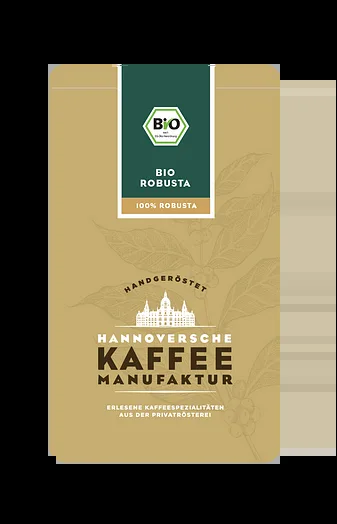 Bio
nach
EG-Öko-Verordnung
BIO
ROBUSTA
100% ROBUSTA
HANDGERÖSTET
HANNOVERSCHE
KAFFEE
MANUFAKTUR
ERLESENE KAFFEESPEZIALITÄTEN
AUS DER PRIVATRÖSTEREI